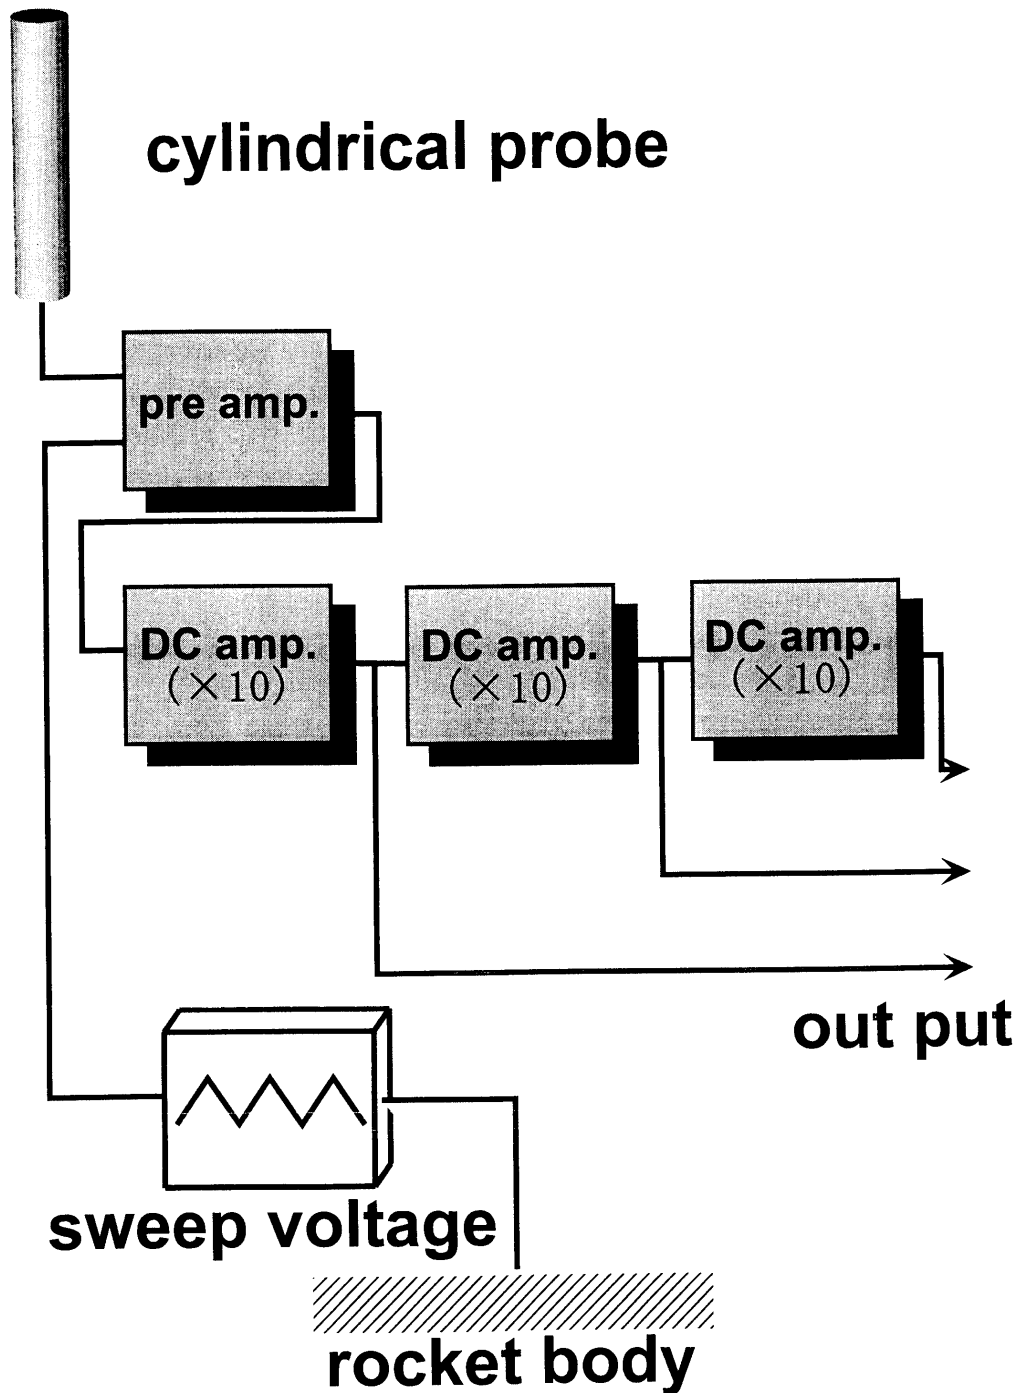 cylindrical probe
pre amp.
DC amp.
(×10)
DC amp.
(×10)
DC amp.
(×10)
out put
sweep voltage
rocket body